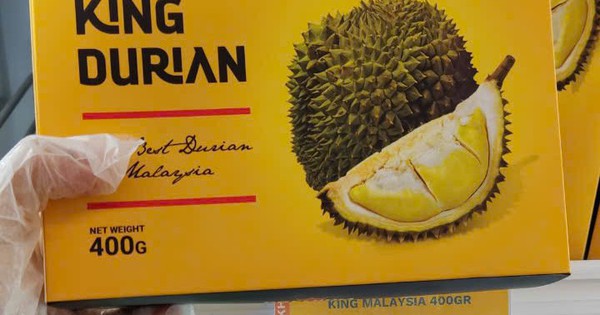 KING
DURIAN
Best Durian
Malaysia
NET WEIGHT
400G
KING MALAYSIA 400GR